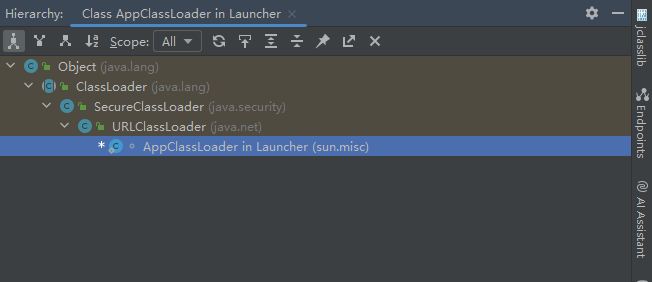 Hierarchy: Class AppClassLoader in Launcher
Scope: All
Object (java.lang)
ClassLoader (java.lang)
SecureClassLoader (java.security)
URLClassLoader (java.net)
* AppClassLoader in Launcher (sun.misc)
jclasslib
Endpoints
AI Assistant